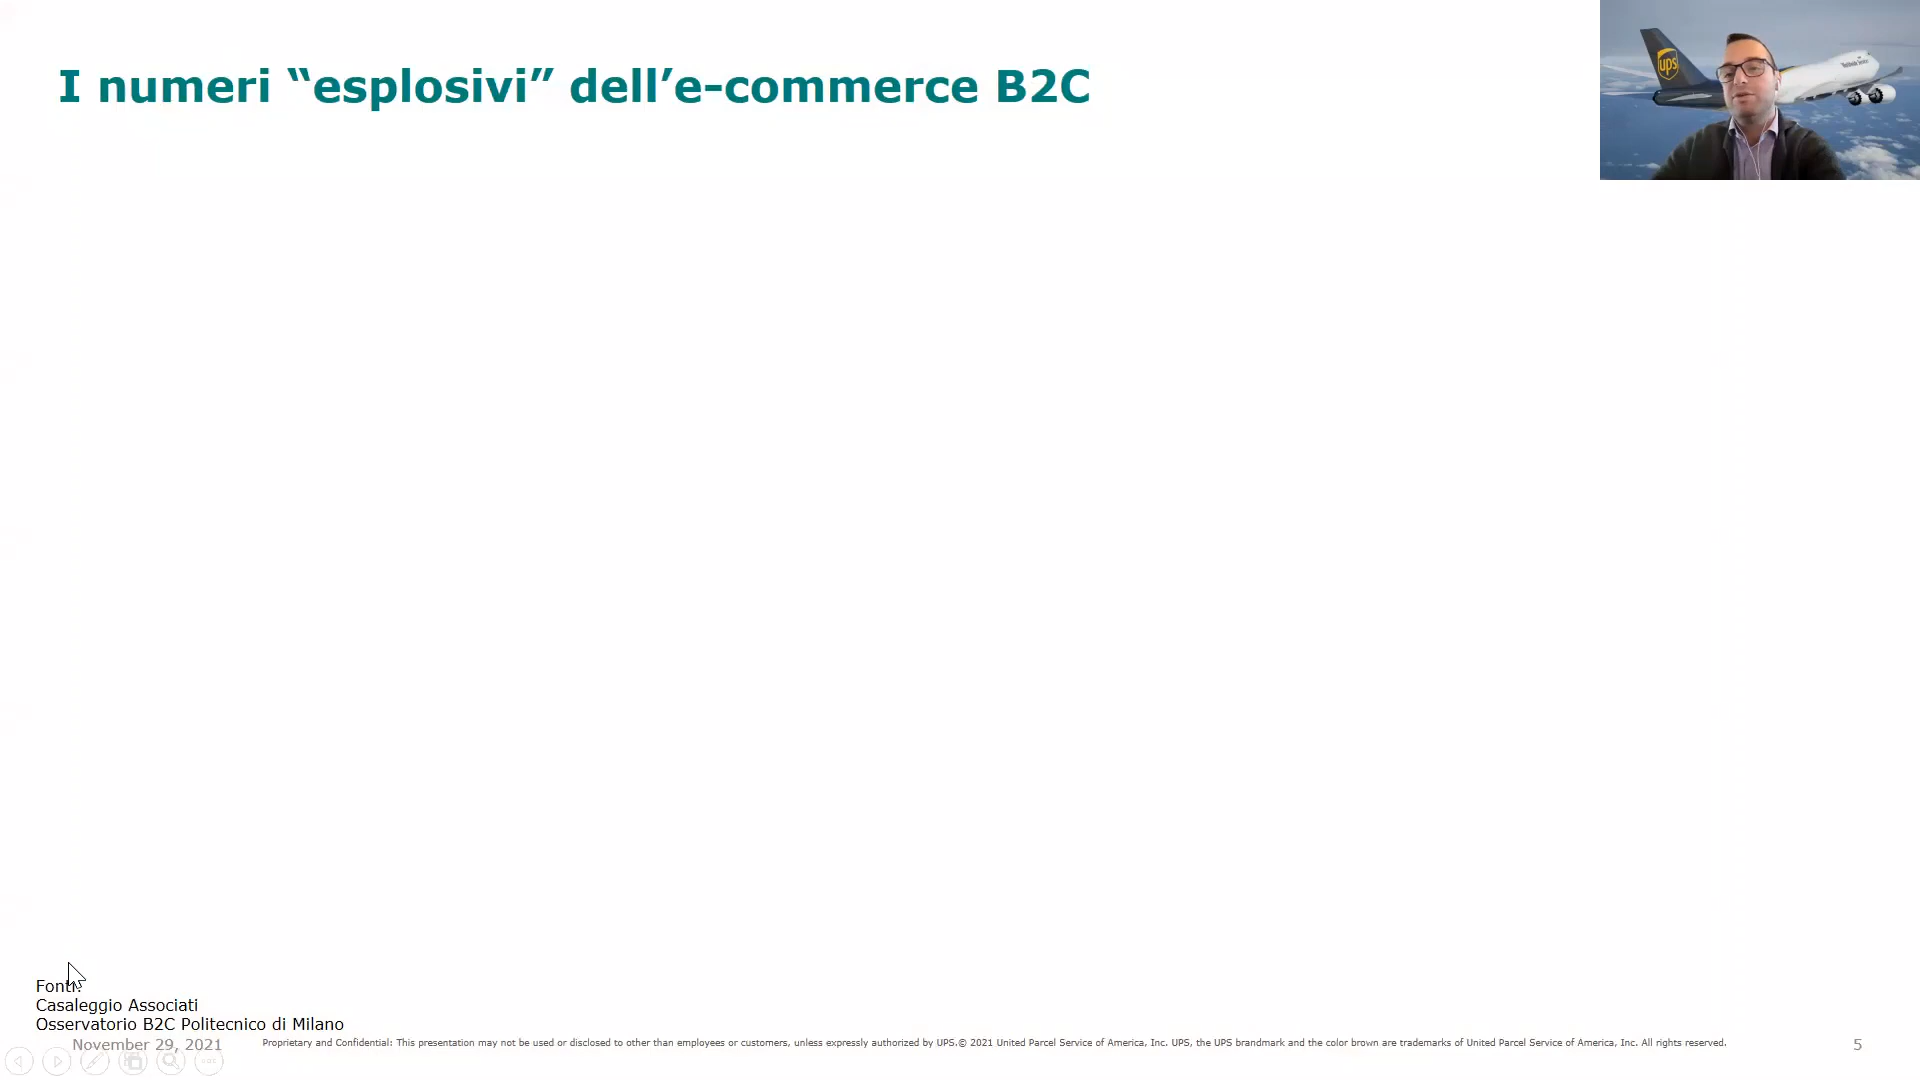 I numeri “esplosivi” dell’e-commerce B2C
ups
Fonti:
Casaleggio Associati
Osservatorio B2C Politecnico di Milano
November 29, 2021
Proprietary and Confidential: This presentation may not be used or disclosed to other than employees or customers, unless expressly authorized by UPS.© 2021 United Parcel Service of America, Inc. UPS, the UPS brandmark and the color brown are trademarks of United Parcel Service of America, Inc. All rights reserved.
5